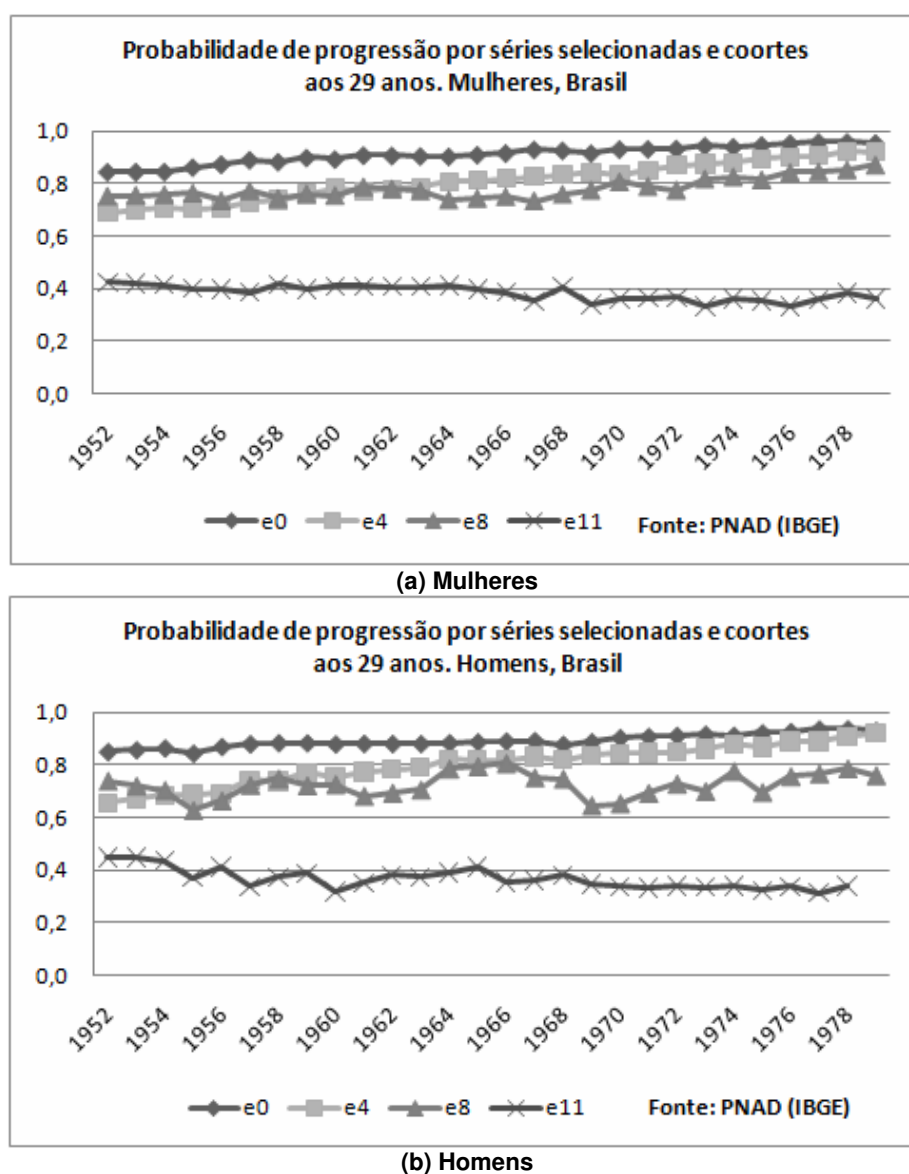 Probabilidade de progressão por séries selecionadas e coortes
aos 29 anos. Mulheres, Brasil
1,0
0,8
0,6
0,4
0,2
0,0
1952 1954 1956 1958 1960 1962 1964 1966 1968 1970 1972 1974 1976 1978
e0 e4 e8 e11 Fonte: PNAD (IBGE)
(a) Mulheres
Probabilidade de progressão por séries selecionadas e coortes
aos 29 anos. Homens, Brasil
1,0
0,8
0,6
0,4
0,2
0,0
1952 1954 1956 1958 1960 1962 1964 1966 1968 1970 1972 1974 1976 1978
e0 e4 e8 e11 Fonte: PNAD (IBGE)
(b) Homens